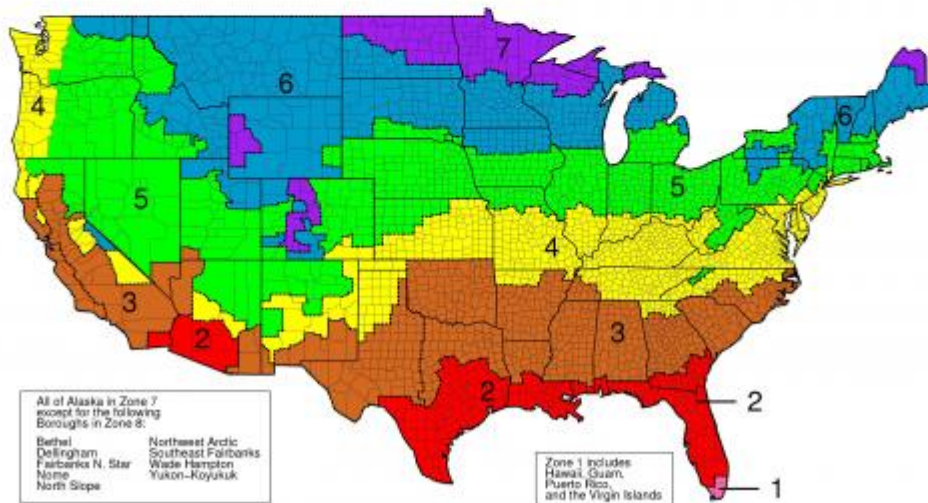 7
6
4
6
5
5
4
3
3
2
2
2
1
All of Alaska in Zone 7
except for the following
Boroughs in Zone 8:
Bethel Northwest Arctic
Dellingham Southeast Fairbanks
Fairbanks N. Star Wade Hampton
Nome Yukon-Koyukuk
North Slope
Zone 1 includes
Hawaii, Guam,
Puerto Rico,
and the Virgin Islands